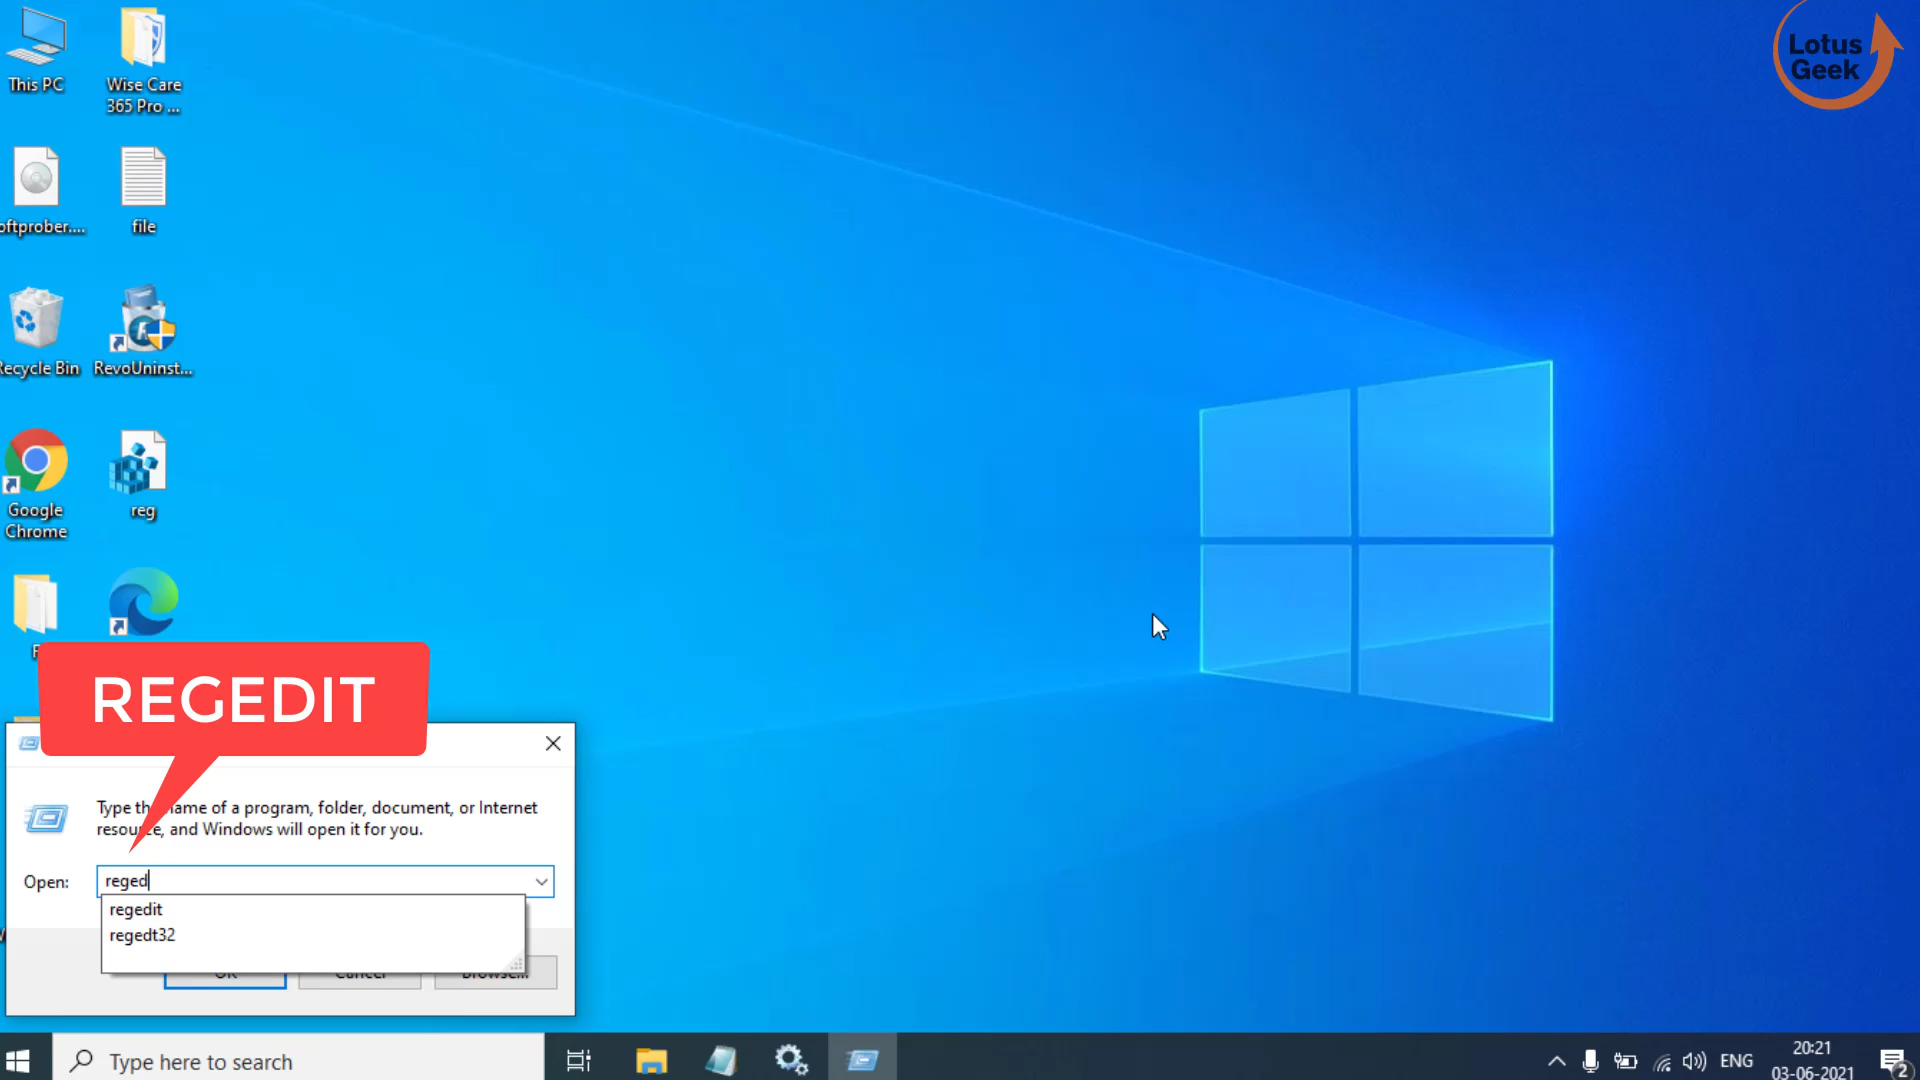 Lotus
Geek
This PC
Wise Care
365 Pro ...
oftprober....
file
Recycle Bin
RevoUninst...
Google
Chrome
reg
REGEDIT
Type the name of a program, folder, document, or Internet
resource, and Windows will open it for you.
Open:
reged
regedit
regedt32
OK
Cancel
Browse...
Type here to search
ENG
20:21
03-06-2021
2